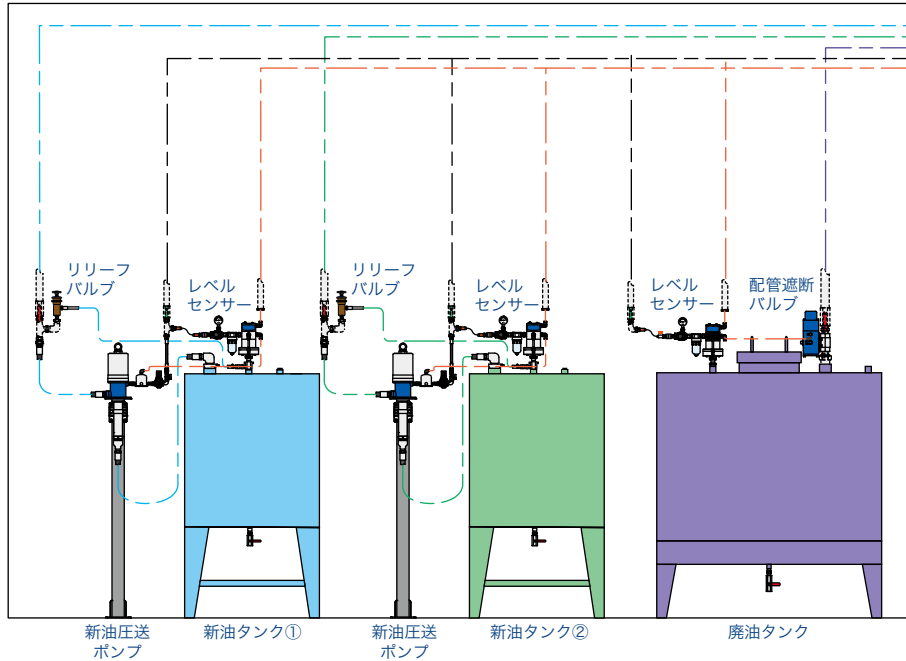 リリーフ
バルブ
レベル
センサー
リリーフ
バルブ
レベル
センサー
レベル
センサー
配管遮断
バルブ
新油圧送
ポンプ
新油タンク①
新油圧送
ポンプ
新油タンク②
廃油タンク